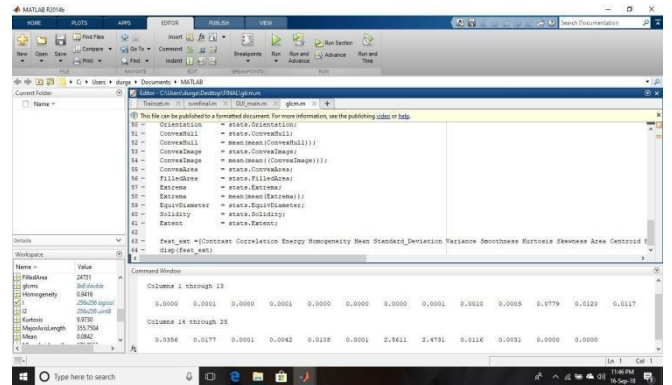 MATLAB R2014b
HOME PLOTS APPS EDITOR PUBLISH VIEW
Search Documentation
New Open Save Find Files Compare Print Go To Find Insert Comment Indent Breakpoints Run Run and Advance Run Section Advance Run and Time
FILE NAVIGATE EDIT BREAKPOINTS RUN
C: Users durga Documents MATLAB
Current Folder
Name
Editor - C:\Users\durga\Desktop\FINAL\glcm.m
Trainset.m svmfinal.m GUI_main.m glcm.m
This file can be published to a formatted document. For more information, see the publishing video or help.
50 - Orientation = stats.Orientation;
51 - ConvexHull = stats.ConvexHull;
52 - ConvexHull = mean(mean(ConvexHull));
53 - ConvexImage = stats.ConvexImage;
54 - ConvexImage = mean(mean((ConvexImage)));
55 - ConvexArea = stats.ConvexArea;
56 - FilledArea = stats.FilledArea;
57 - Extrema = stats.Extrema;
58 - Extrema = mean(mean(Extrema));
59 - EquivDiameter = stats.EquivDiameter;
60 - Solidity = stats.Solidity;
61 - Extent = stats.Extent;
62
63 - feat_ext =[Contrast Correlation Energy Homogeneity Mean Standard_Deviation Variance Smoothness Kurtosis Skewness Area Centroid
64 - disp(feat_ext)
Details
Workspace
Name Value
FilledArea 24731
glcms 8x8 double
Homogeneity 0.9416
I 256x256 logical
I2 256x256 uint8
Kurtosis 9.9730
MajorAxisLength 355.7504
Mean 0.0842
Command Window
Columns 1 through 13
0.0000 0.0001 0.0000 0.0001 0.0000 0.0000 0.0000 0.0001 0.0010 0.0003 0.0779 0.0120 0.0117
Columns 14 through 25
0.0356 0.0177 0.0001 0.0042 0.0108 0.0001 2.5611 2.4731 0.0116 0.0031 0.0000 0.0000
fx
Ln 1 Col 1
Type here to search
11:46 PM
16-Sep-18